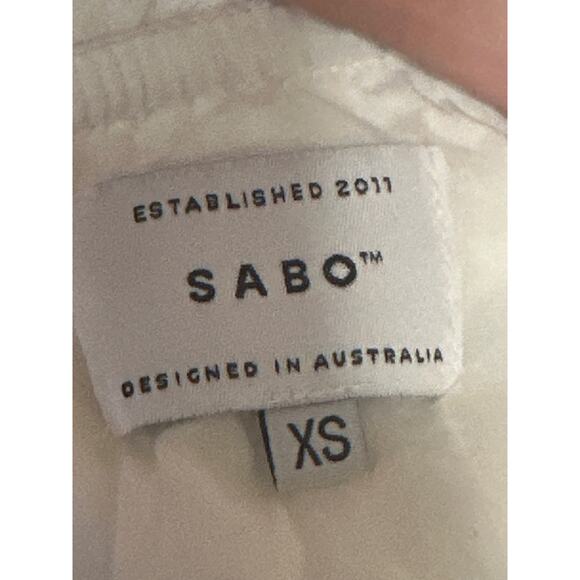 ESTABLISHED 2011
SABO™
DESIGNED IN AUSTRALIA
XS